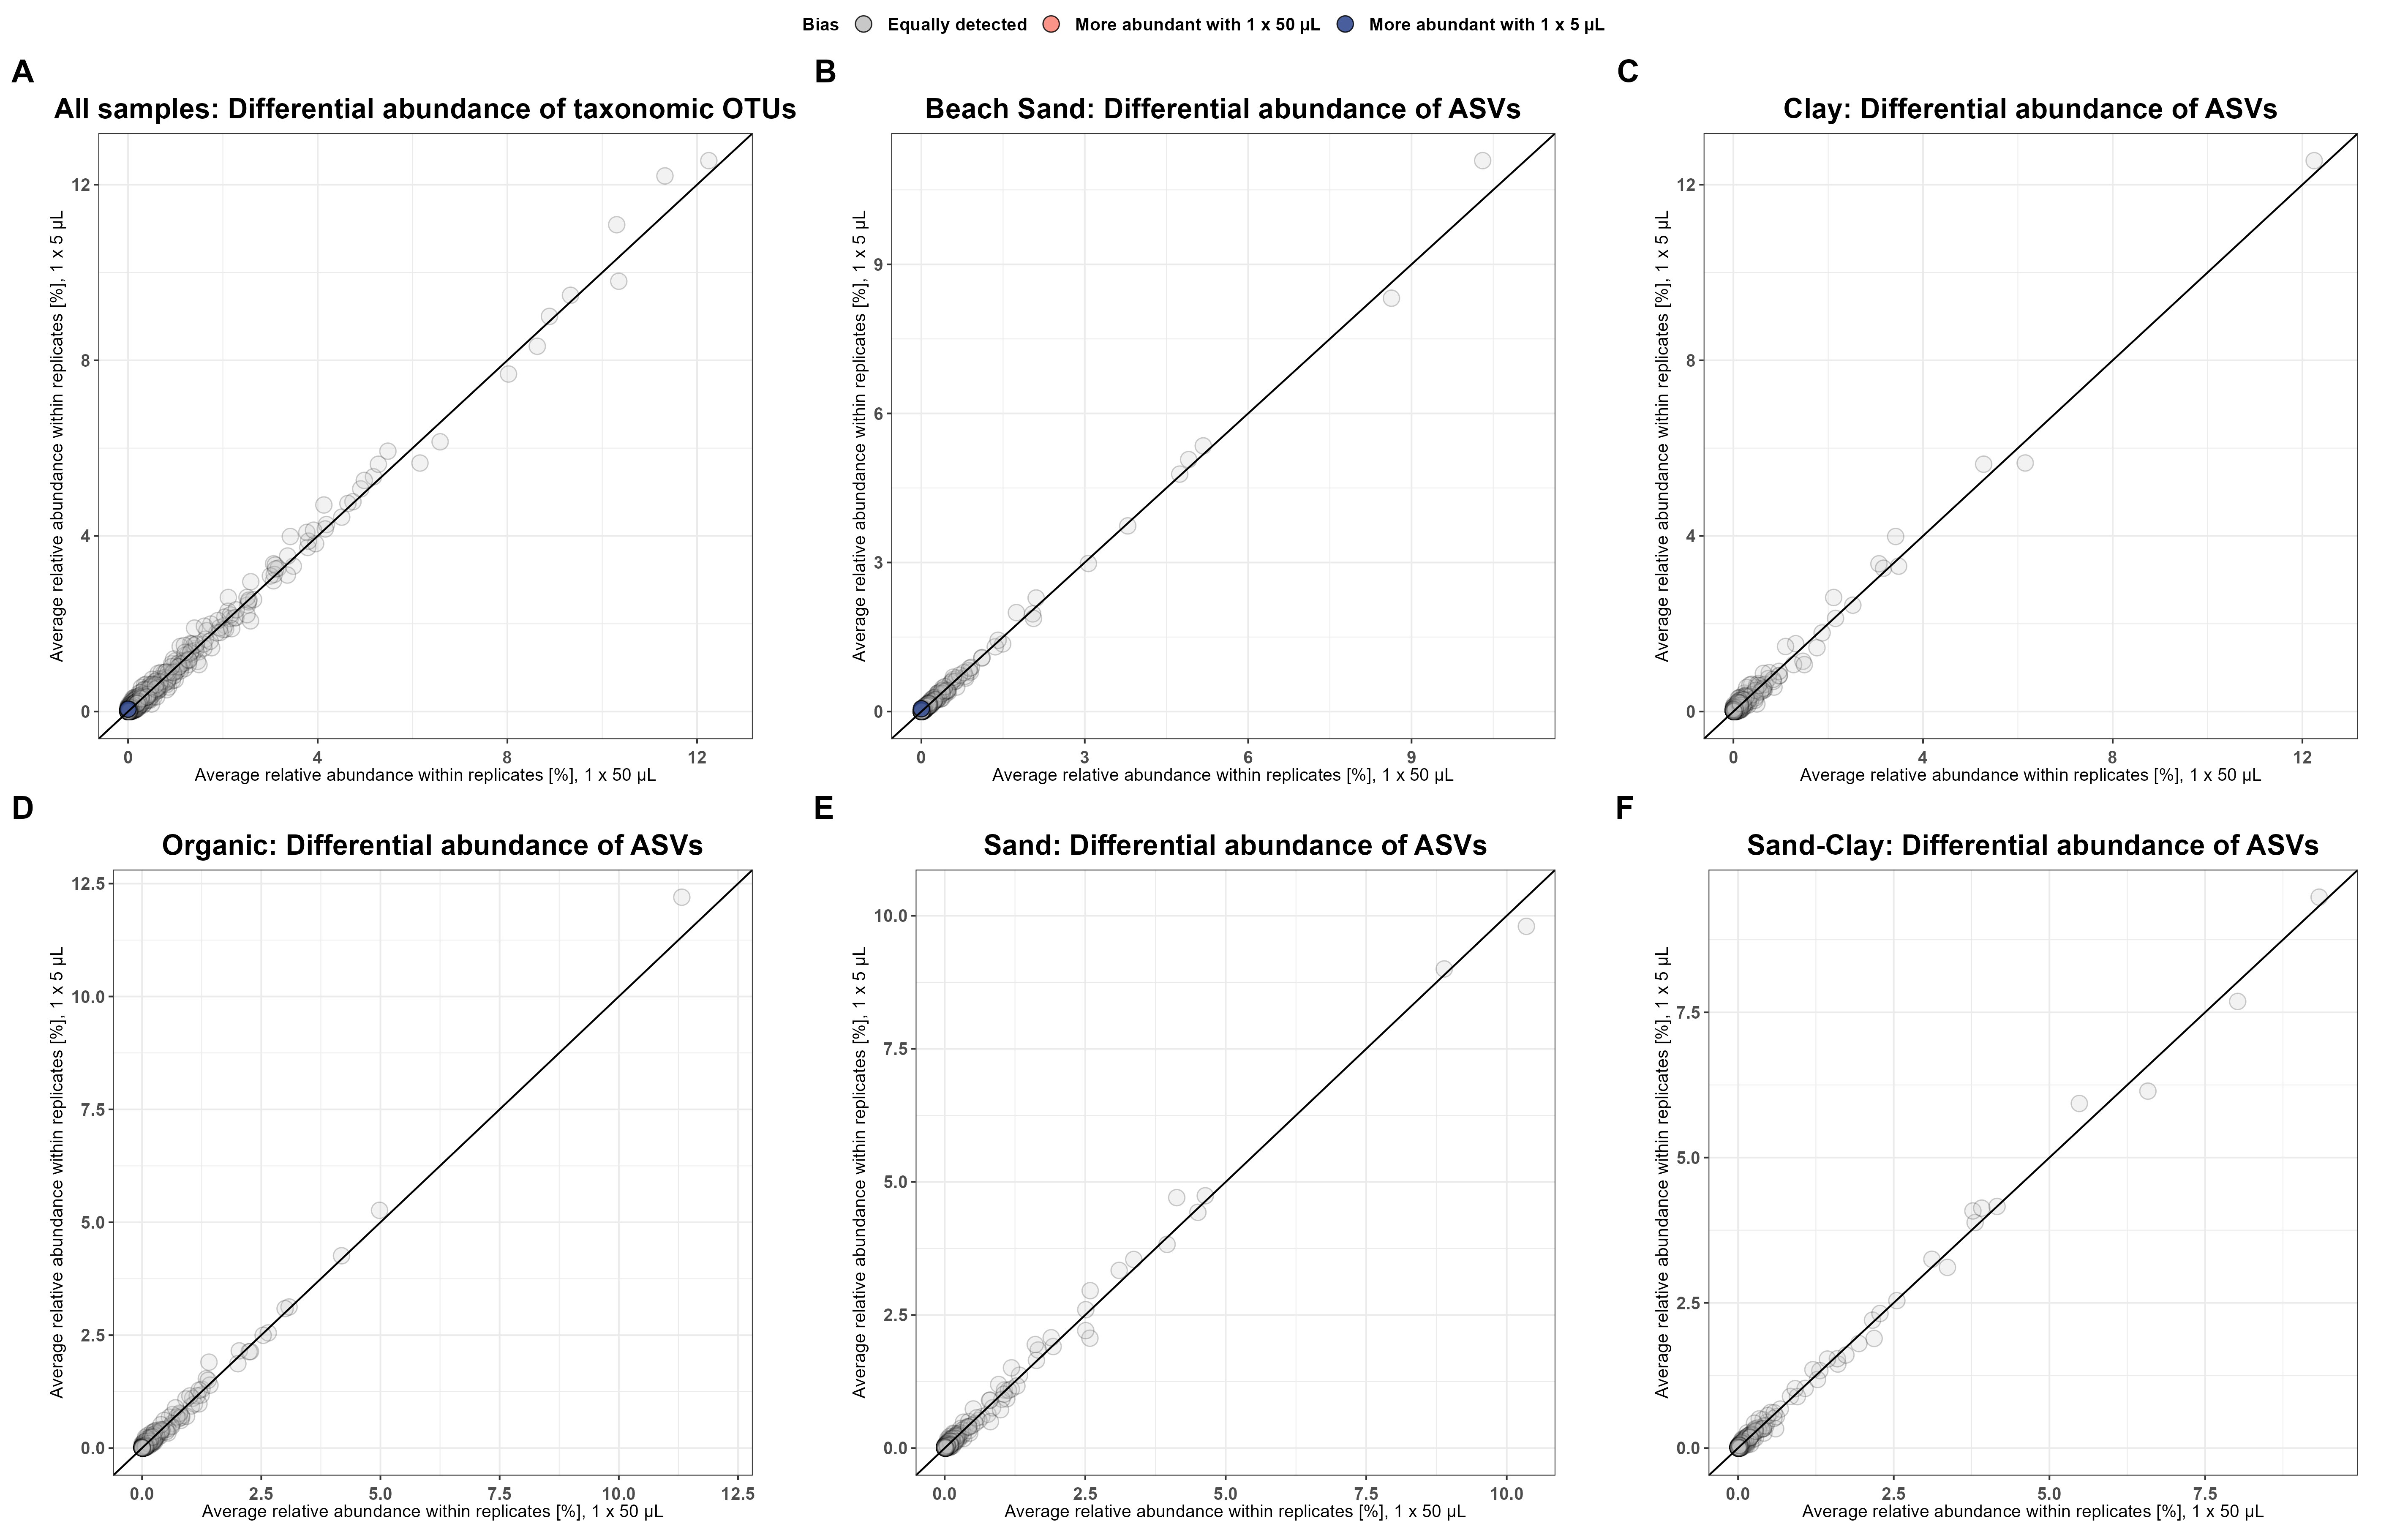 Bias Equally detected More abundant with 1 x 50 µL More abundant with 1 x 5 µL
A
All samples: Differential abundance of taxonomic OTUs
Average relative abundance within replicates [%], 1 x 5 µL
12
8
4
0
0 4 8 12
Average relative abundance within replicates [%], 1 x 50 µL
B
Beach Sand: Differential abundance of ASVs
Average relative abundance within replicates [%], 1 x 5 µL
9
6
3
0
0 3 6 9
Average relative abundance within replicates [%], 1 x 50 µL
C
Clay: Differential abundance of ASVs
Average relative abundance within replicates [%], 1 x 5 µL
12
8
4
0
0 4 8 12
Average relative abundance within replicates [%], 1 x 50 µL
D
Organic: Differential abundance of ASVs
Average relative abundance within replicates [%], 1 x 5 µL
12.5
10.0
7.5
5.0
2.5
0.0
0.0 2.5 5.0 7.5 10.0 12.5
Average relative abundance within replicates [%], 1 x 50 µL
E
Sand: Differential abundance of ASVs
Average relative abundance within replicates [%], 1 x 5 µL
10.0
7.5
5.0
2.5
0.0
0.0 2.5 5.0 7.5 10.0
Average relative abundance within replicates [%], 1 x 50 µL
F
Sand-Clay: Differential abundance of ASVs
Average relative abundance within replicates [%], 1 x 5 µL
7.5
5.0
2.5
0.0
0.0 2.5 5.0 7.5
Average relative abundance within replicates [%], 1 x 50 µL